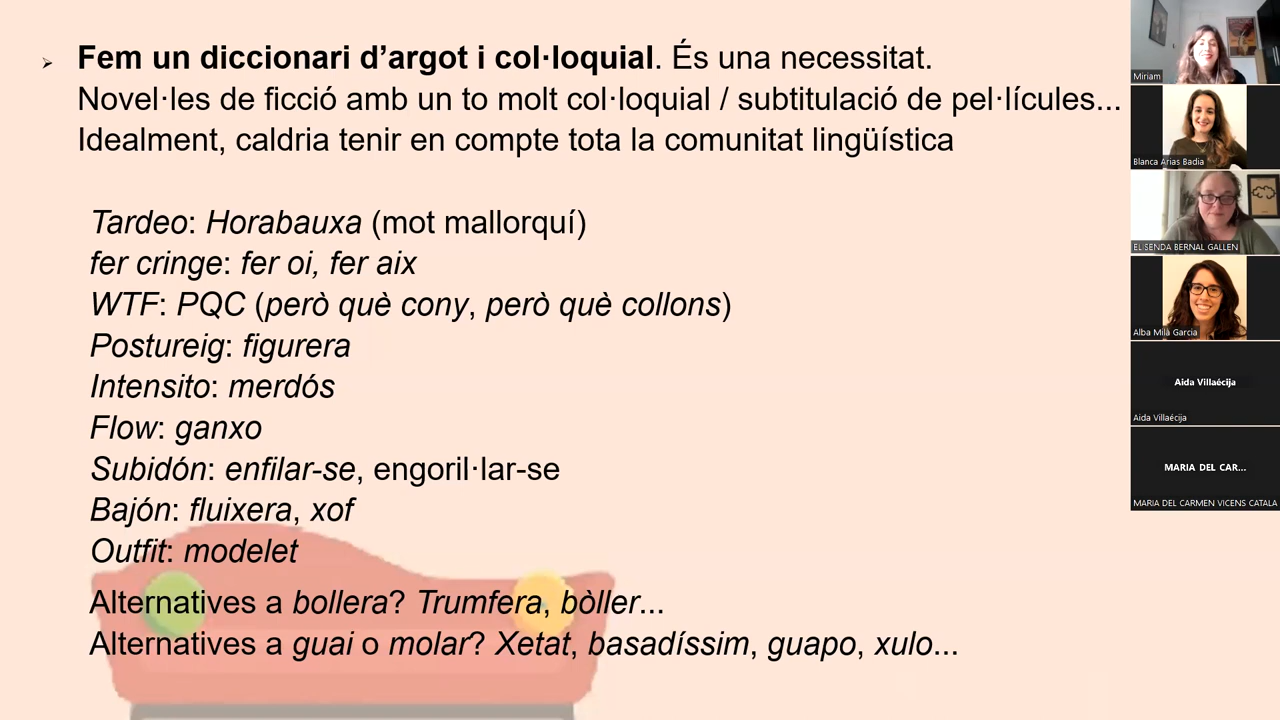 Fem un diccionari d’argot i col·loquial. És una necessitat.
Novel·les de ficció amb un to molt col·loquial / subtitulació de pel·lícules...
Idealment, caldria tenir en compte tota la comunitat lingüística
Tardeo: Horabauxa (mot mallorquí)
fer cringe: fer oi, fer aix
WTF: PQC (però què cony, però què collons)
Postureig: figurera
Intensito: merdós
Flow: ganxo
Subidón: enfilar-se, engoril·lar-se
Bajón: fluixera, xof
Outfit: modelet
Alternatives a bollera? Trumfera, bòller...
Alternatives a guai o molar? Xetat, basadíssim, guapo, xulo...
Miriam
Blanca Arias Badia
ELISENDA BERNAL GALLEN
Alba Milà Garcia
Aida Villaécija
Aida Villaécija
MARIA DEL CAR...
MARIA DEL CARMEN VICENS CATALA